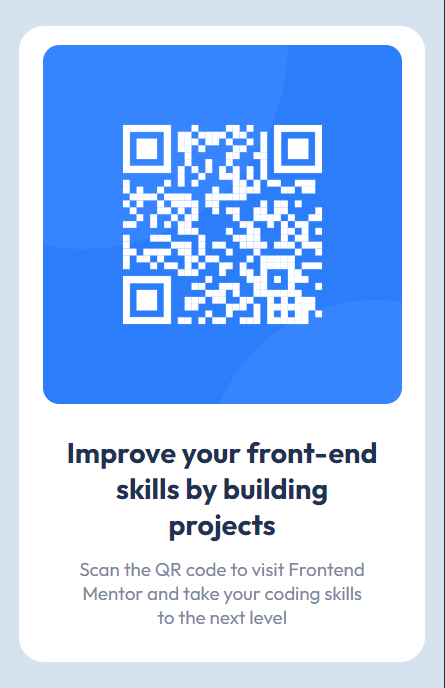 Improve your front-end
skills by building
projects
Scan the QR code to visit Frontend
Mentor and take your coding skills
to the next level